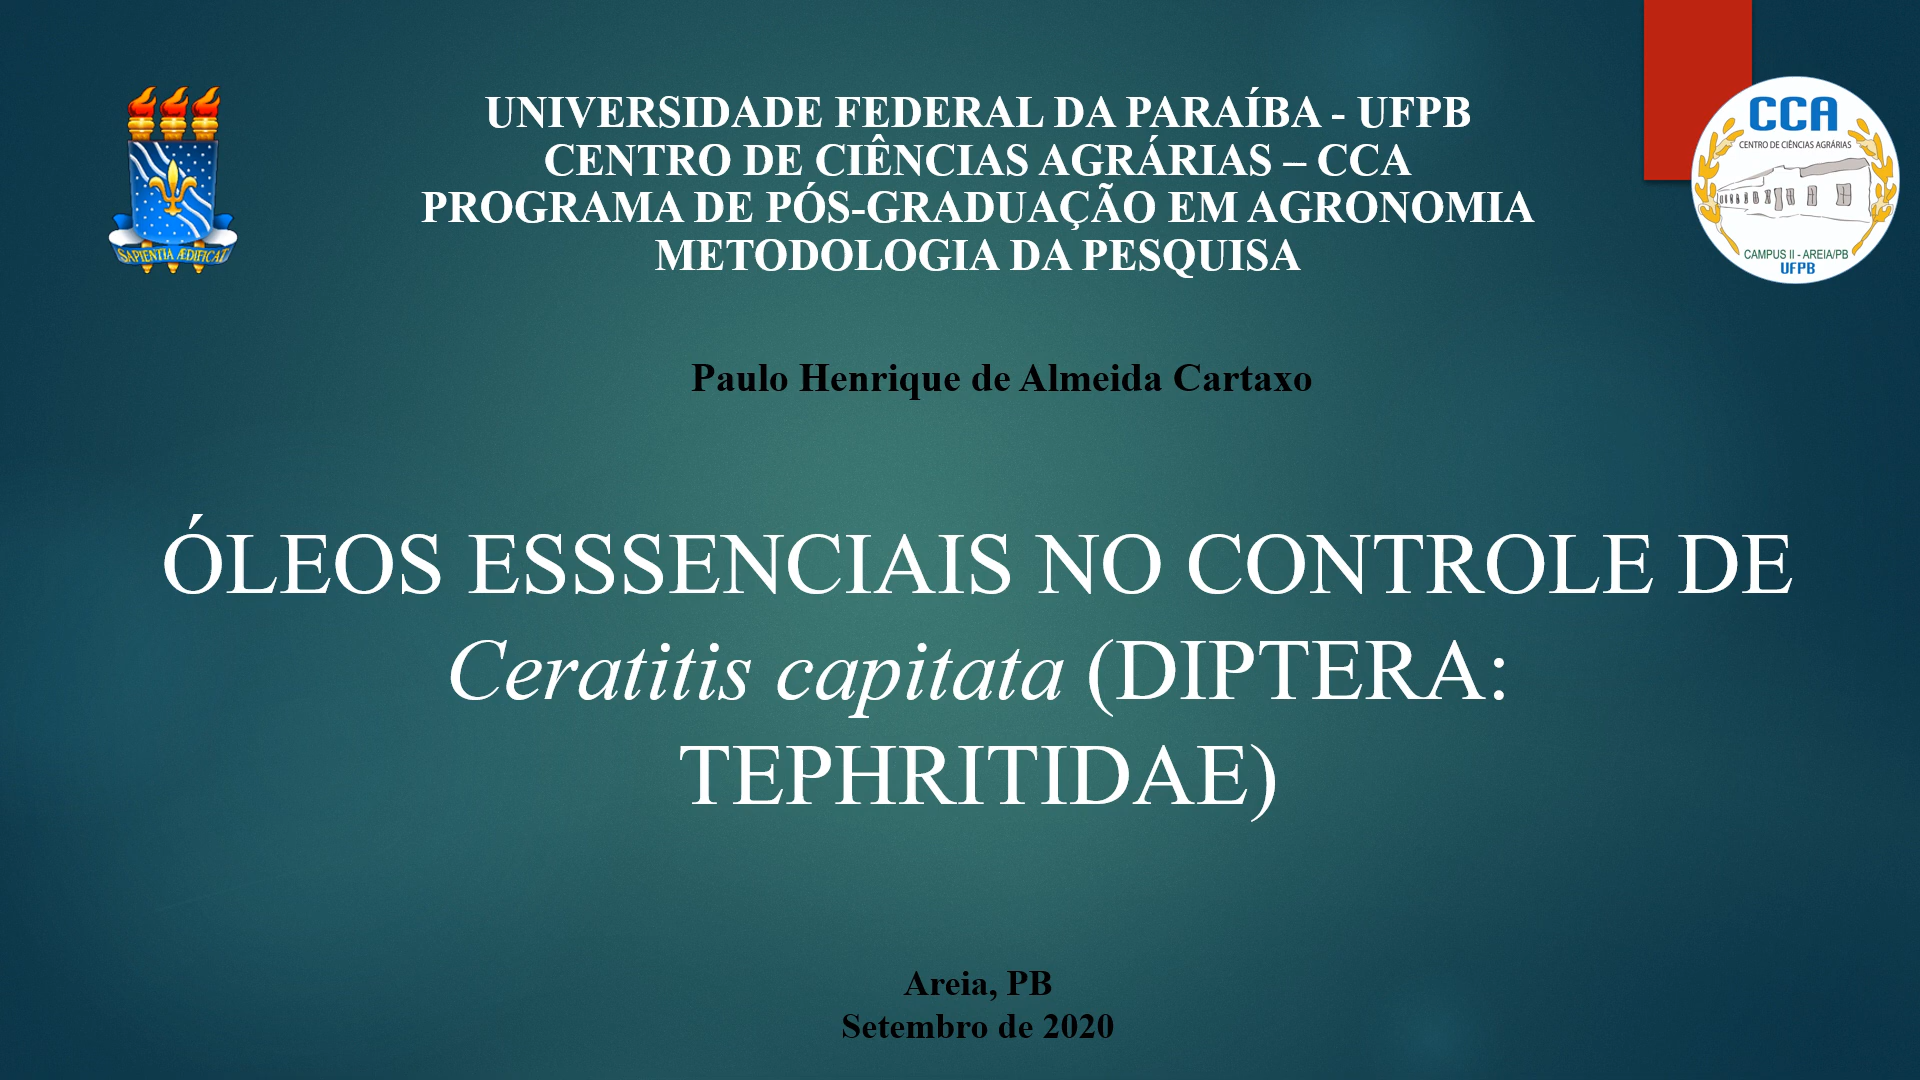 UNIVERSIDADE FEDERAL DA PARAÍBA - UFPB
CENTRO DE CIÊNCIAS AGRÁRIAS – CCA
PROGRAMA DE PÓS-GRADUAÇÃO EM AGRONOMIA
METODOLOGIA DA PESQUISA
SAPIENTIA ÆDIFICAT
CCA
CENTRO DE CIÊNCIAS AGRÁRIAS
CAMPUS II - AREIA/PB
UFPB
Paulo Henrique de Almeida Cartaxo
ÓLEOS ESSSENCIAIS NO CONTROLE DE
Ceratitis capitata (DIPTERA:
TEPHRITIDAE)
Areia, PB
Setembro de 2020